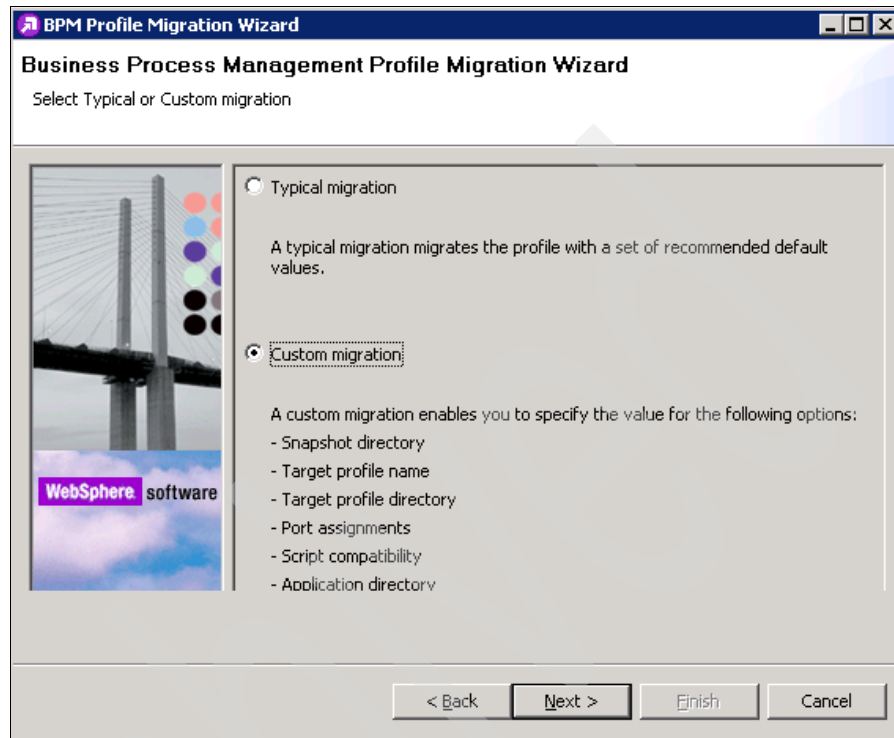 BPM Profile Migration Wizard
Business Process Management Profile Migration Wizard
Select Typical or Custom migration
Typical migration
A typical migration migrates the profile with a set of recommended default
values.
Custom migration
A custom migration enables you to specify the value for the following options:
- Snapshot directory
- Target profile name
- Target profile directory
- Port assignments
- Script compatibility
- Application directory
WebSphere. software
< Back
Next >
Finish
Cancel